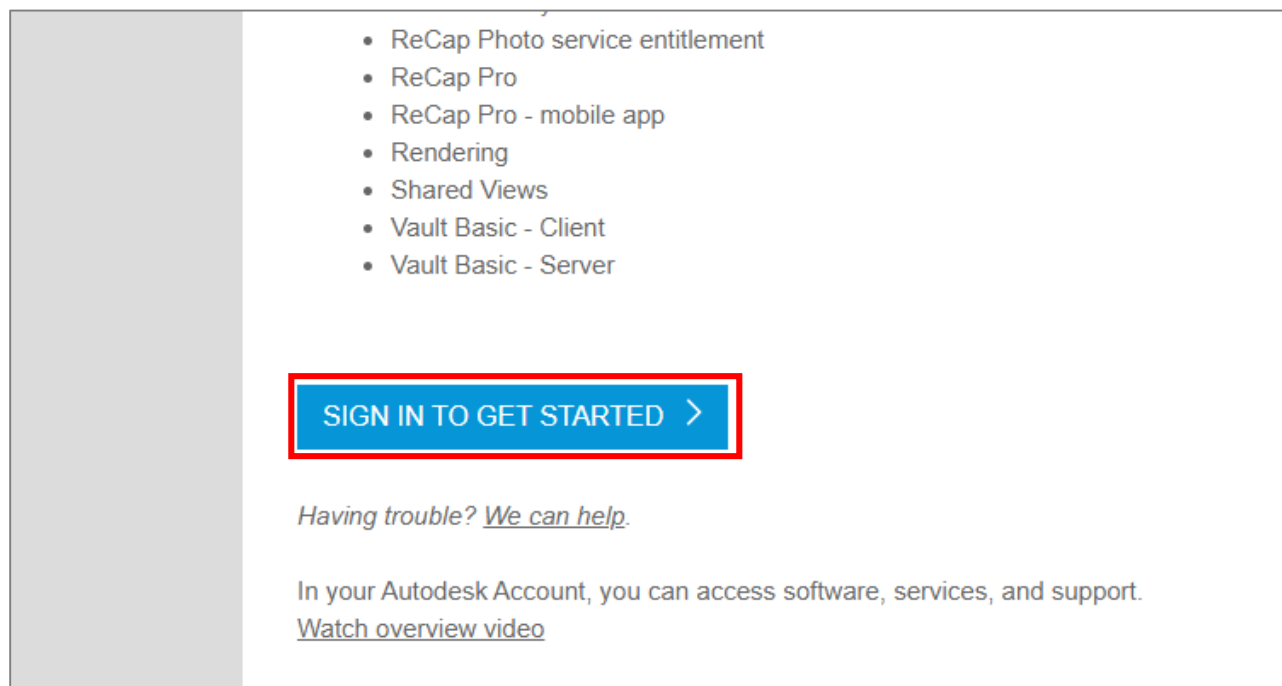 ReCap Photo service entitlement
ReCap Pro
ReCap Pro - mobile app
Rendering
Shared Views
Vault Basic - Client
Vault Basic - Server
SIGN IN TO GET STARTED >
Having trouble? We can help.
In your Autodesk Account, you can access software, services, and support.
Watch overview video